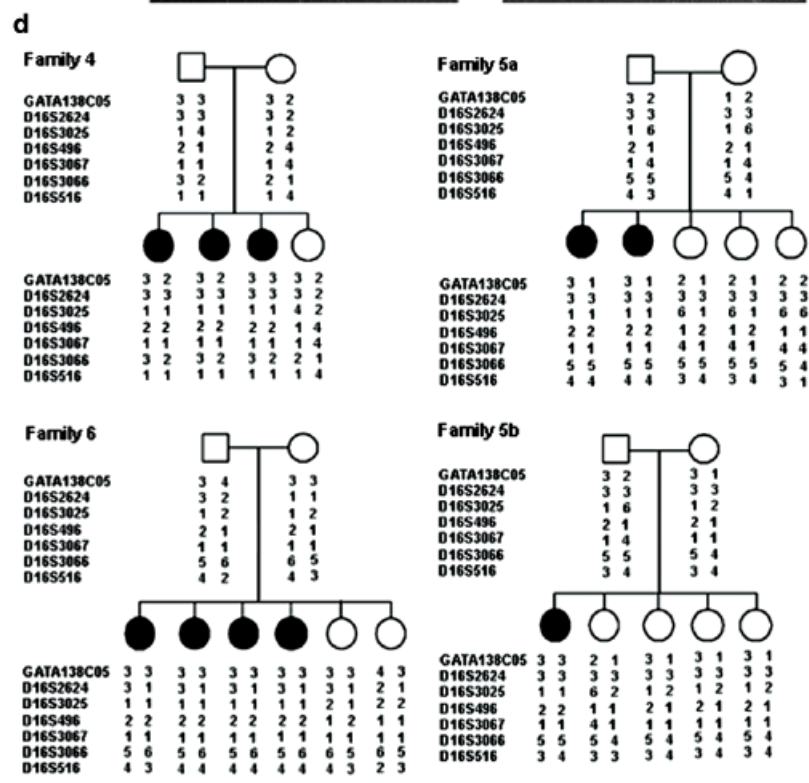 d
Family 4
GATA138C05 3 3 3 2
D16S2624 3 3 3 2
D16S3025 1 4 1 2
D16S496 2 1 2 4
D16S3067 1 1 1 4
D16S3066 3 2 2 1
D16S516 1 1 1 4
GATA138C05 3 2 3 2 3 3 3 2
D16S2624 3 3 3 3 3 3 3 2
D16S3025 1 1 1 1 1 1 4 2
D16S496 2 2 2 2 2 2 1 4
D16S3067 1 1 1 1 1 1 1 4
D16S3066 3 2 3 2 3 2 2 1
D16S516 1 1 1 1 1 1 1 4
Family 5a
GATA138C05 3 2 1 2
D16S2624 3 3 3 3
D16S3025 1 6 1 6
D16S496 2 1 2 1
D16S3067 1 4 1 4
D16S3066 5 5 5 4
D16S516 4 3 4 1
GATA138C05 3 1 3 1 2 1 2 1 2 2
D16S2624 3 3 3 3 3 3 3 3 3 3
D16S3025 1 1 1 1 6 1 6 1 6 6
D16S496 2 2 2 2 1 2 1 2 1 1
D16S3067 1 1 1 1 4 1 4 1 4 4
D16S3066 5 5 5 5 5 5 5 5 5 4
D16S516 4 4 4 4 3 4 3 4 3 1
Family 6
GATA138C05 3 4 3 3
D16S2624 3 2 1 1
D16S3025 1 2 1 2
D16S496 2 1 2 1
D16S3067 1 1 1 1
D16S3066 5 6 6 5
D16S516 4 2 4 3
GATA138C05 3 3 3 3 3 3 3 3 3 3 4 3
D16S2624 3 1 3 1 3 1 3 1 3 1 2 1
D16S3025 1 1 1 1 1 1 1 1 2 1 2 2
D16S496 2 2 2 2 2 2 2 2 1 2 1 1
D16S3067 1 1 1 1 1 1 1 1 1 1 1 1
D16S3066 5 6 5 6 5 6 5 6 6 5 6 5
D16S516 4 3 4 4 4 4 4 4 4 3 2 3
Family 5b
GATA138C05 3 2 3 1
D16S2624 3 3 3 3
D16S3025 1 6 1 2
D16S496 2 1 2 1
D16S3067 1 4 1 1
D16S3066 5 5 5 4
D16S516 3 4 3 4
GATA138C05 3 3 2 1 3 1 3 1 3 1
D16S2624 3 3 3 3 3 3 3 3 3 3
D16S3025 1 1 6 2 1 2 1 2 1 2
D16S496 2 2 1 1 2 1 2 1 2 1
D16S3067 1 1 4 1 1 1 1 1 1 1
D16S3066 5 5 5 4 5 4 5 4 5 4
D16S516 3 4 3 3 3 4 3 4 3 4